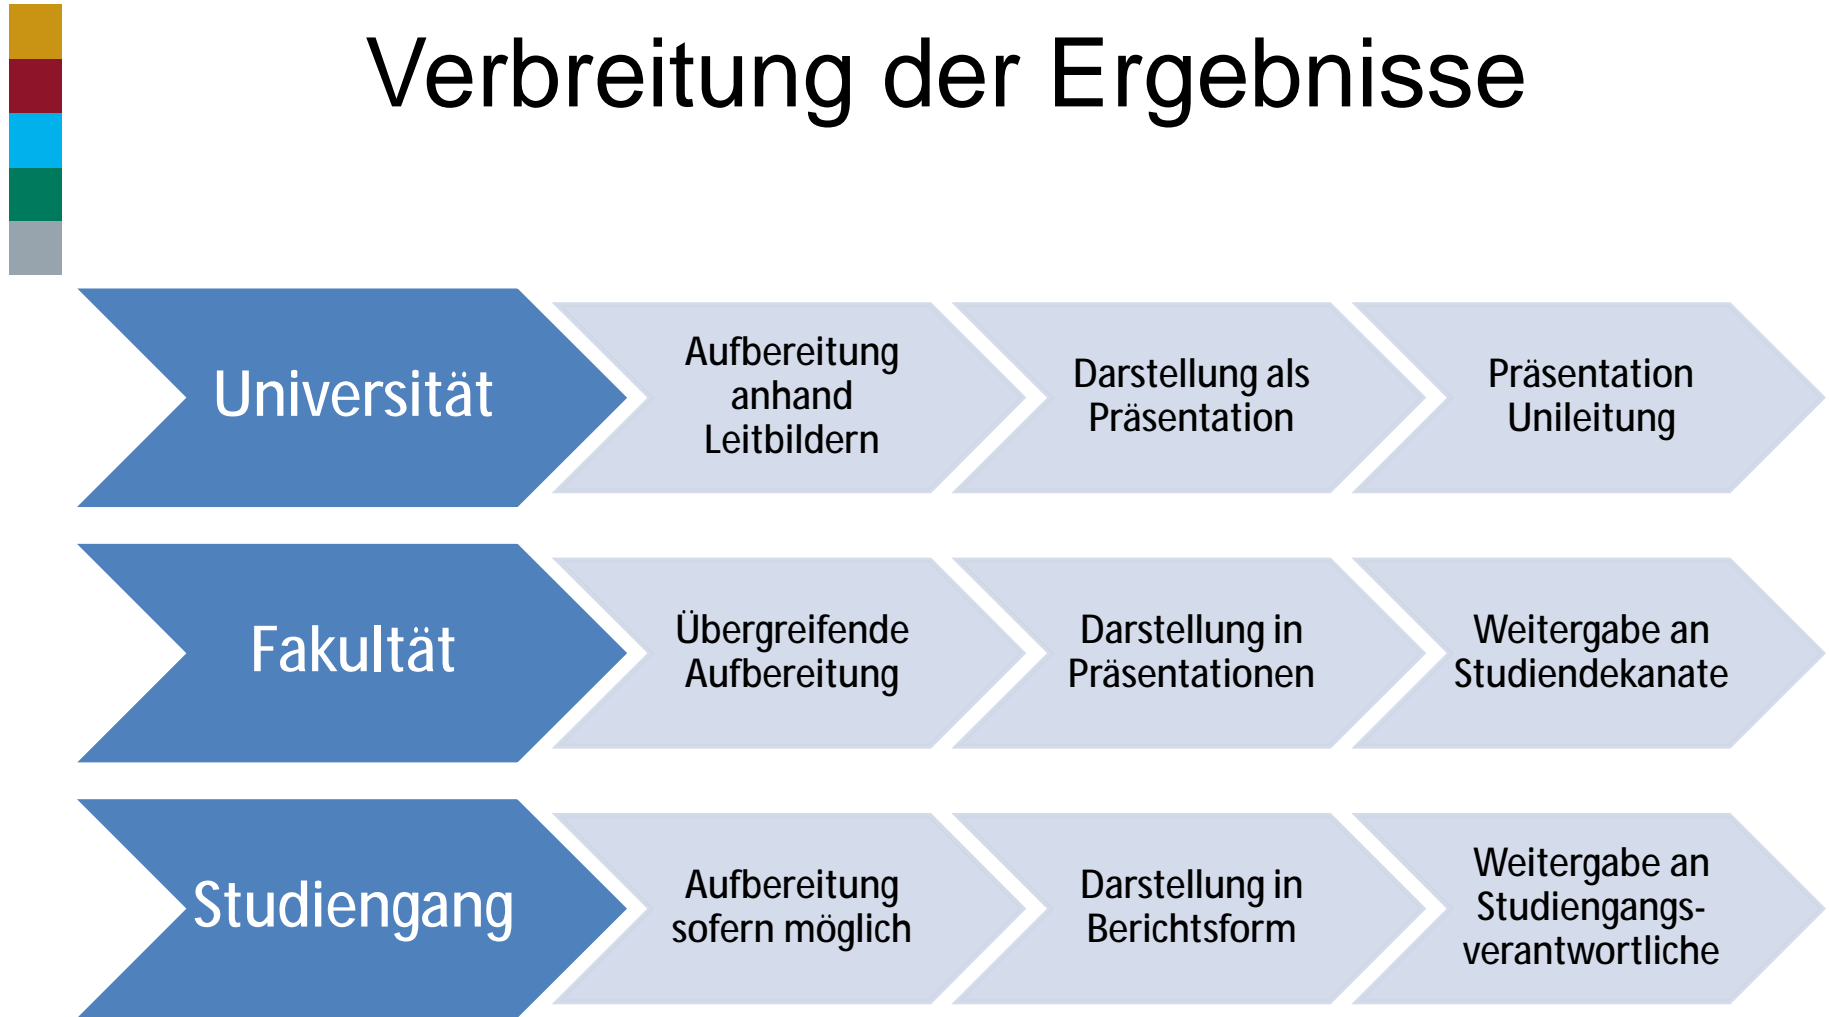 Verbreitung der Ergebnisse
Universität
Aufbereitung
anhand
Leitbildern
Darstellung als
Präsentation
Präsentation
Unileitung
Fakultät
Übergreifende
Aufbereitung
Darstellung in
Präsentationen
Weitergabe an
Studiendekanate
Studiengang
Aufbereitung
sofern möglich
Darstellung in
Berichtsform
Weitergabe an
Studiengangs-
verantwortliche